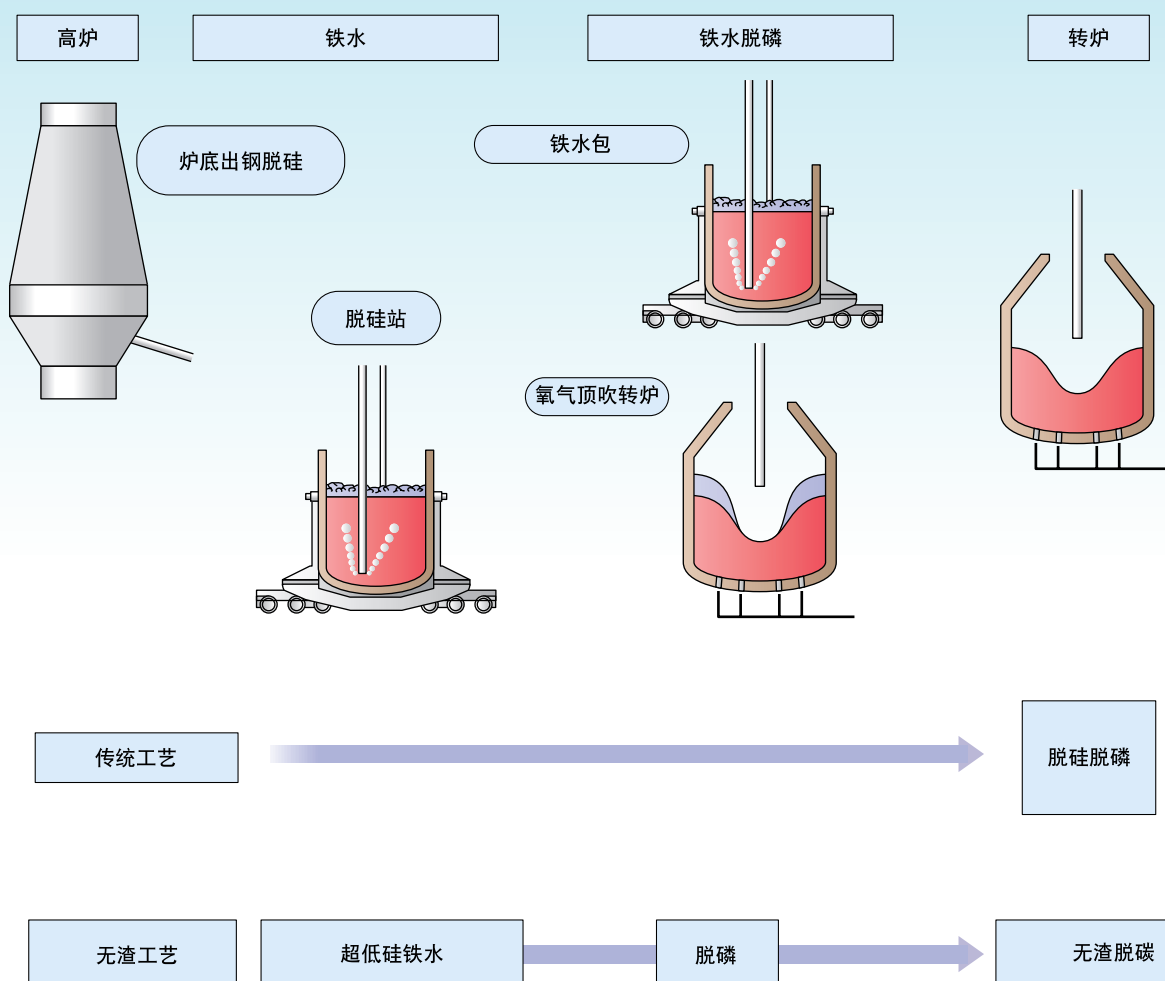 高炉
铁水
铁水脱磷
转炉
炉底出钢脱硅
铁水包
脱硅站
氧气顶吹转炉
传统工艺
脱硅脱磷
无渣工艺
超低硅铁水
脱磷
无渣脱碳